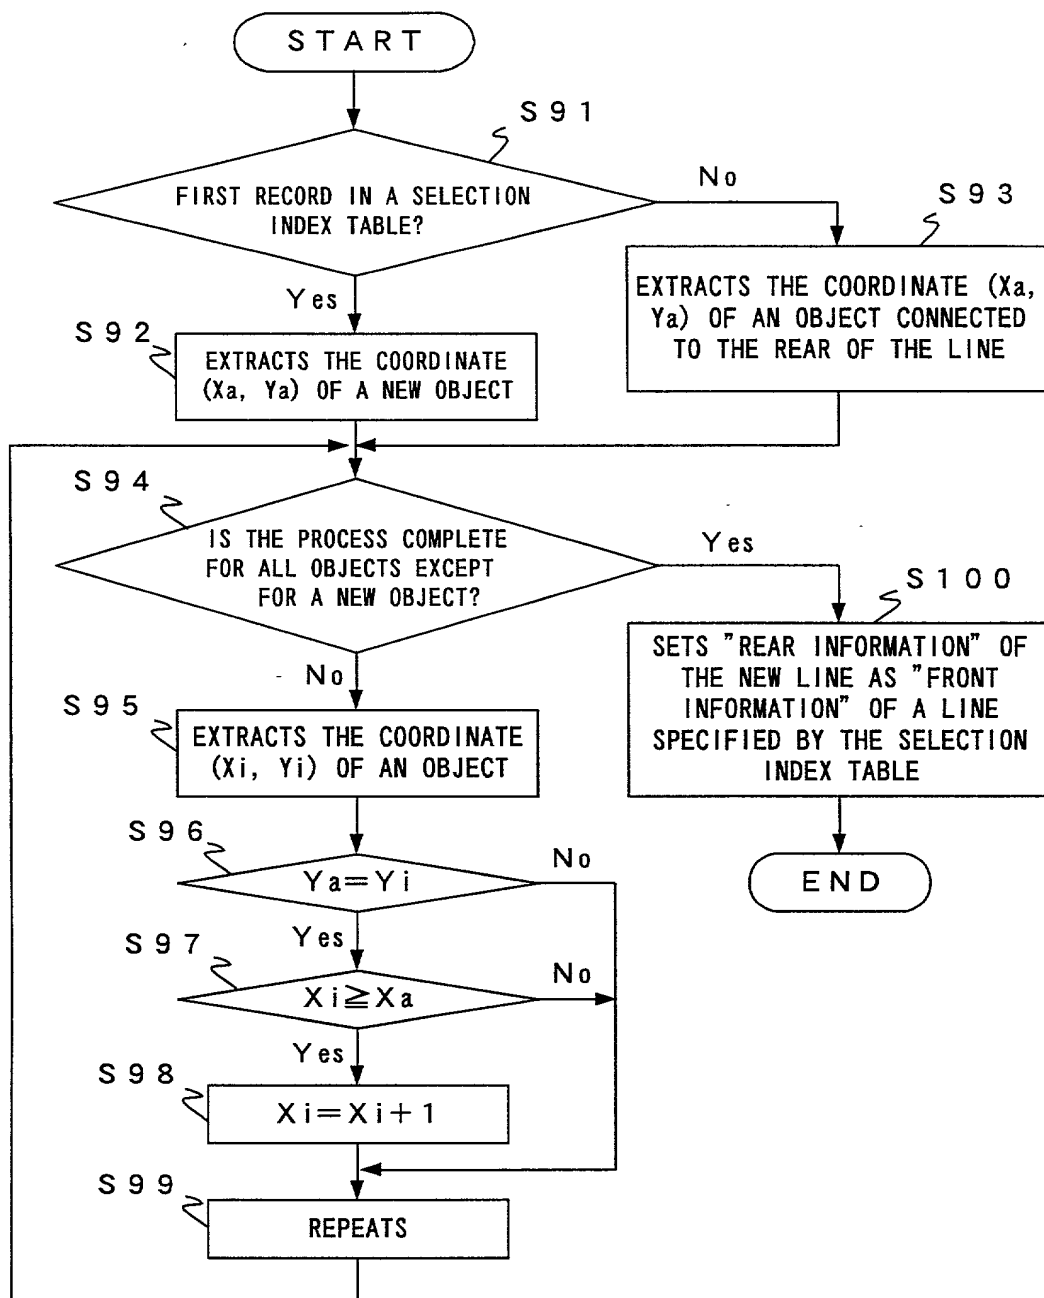 START
S91
FIRST RECORD IN A SELECTION
INDEX TABLE?
No
S93
EXTRACTS THE COORDINATE (Xa,
Ya) OF AN OBJECT CONNECTED
TO THE REAR OF THE LINE
Yes
S92
EXTRACTS THE COORDINATE
(Xa, Ya) OF A NEW OBJECT
S94
IS THE PROCESS COMPLETE
FOR ALL OBJECTS EXCEPT
FOR A NEW OBJECT?
Yes
S100
SETS "REAR INFORMATION" OF
THE NEW LINE AS "FRONT
INFORMATION" OF A LINE
SPECIFIED BY THE SELECTION
INDEX TABLE
END
No
S95
EXTRACTS THE COORDINATE
(Xi, Yi) OF AN OBJECT
S96
Ya=Yi
No
Yes
S97
Xi≧Xa
No
Yes
S98
Xi=Xi+1
S99
REPEATS